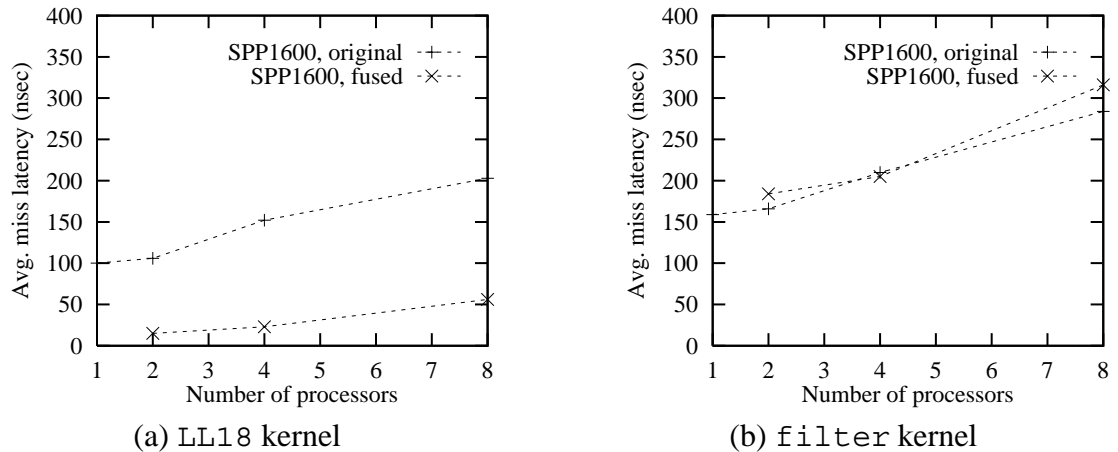 400
350
300
250
200
150
100
50
0
Avg. miss latency (nsec)
SPP1600, original
SPP1600, fused
1 2 3 4 5 6 7 8
Number of processors
(a) LL18 kernel
400
350
300
250
200
150
100
50
0
Avg. miss latency (nsec)
SPP1600, original
SPP1600, fused
1 2 3 4 5 6 7 8
Number of processors
(b) filter kernel